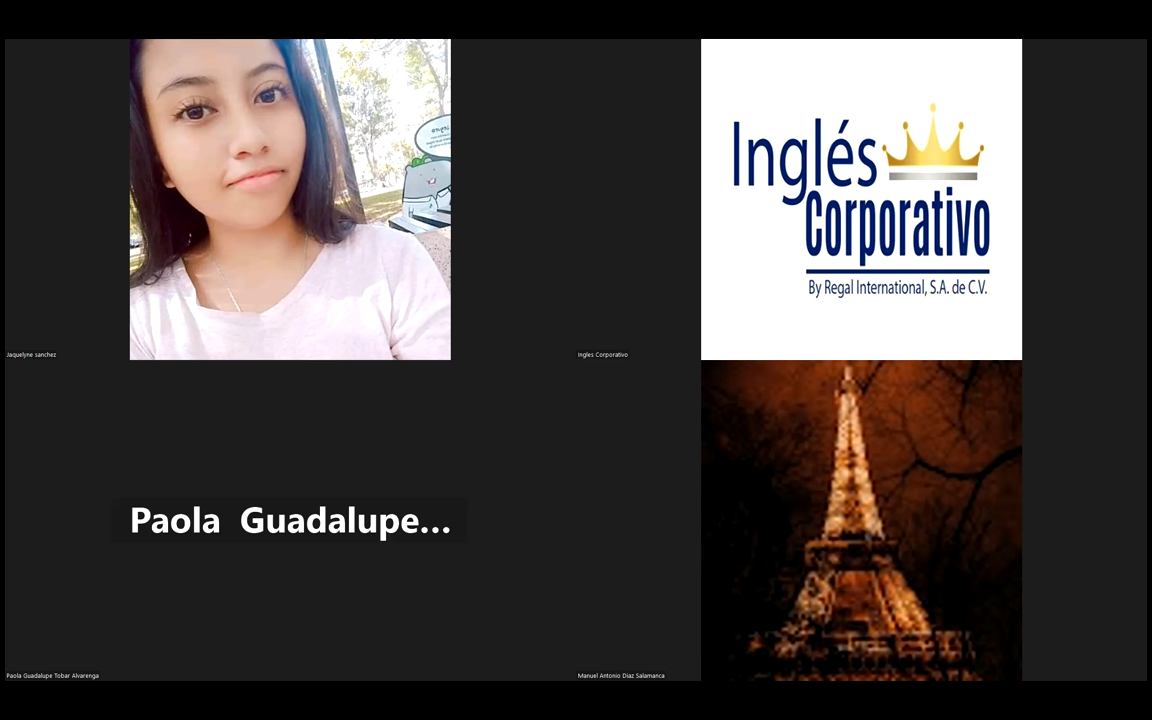 Jaquelyne sanchez
Inglés
Corporativo
By Regal International, S.A. de C.V.
Ingles Corporativo
Paola Guadalupe...
Paola Guadalupe Tobar Alvarenga
Manuel Antonio Diaz Salamanca